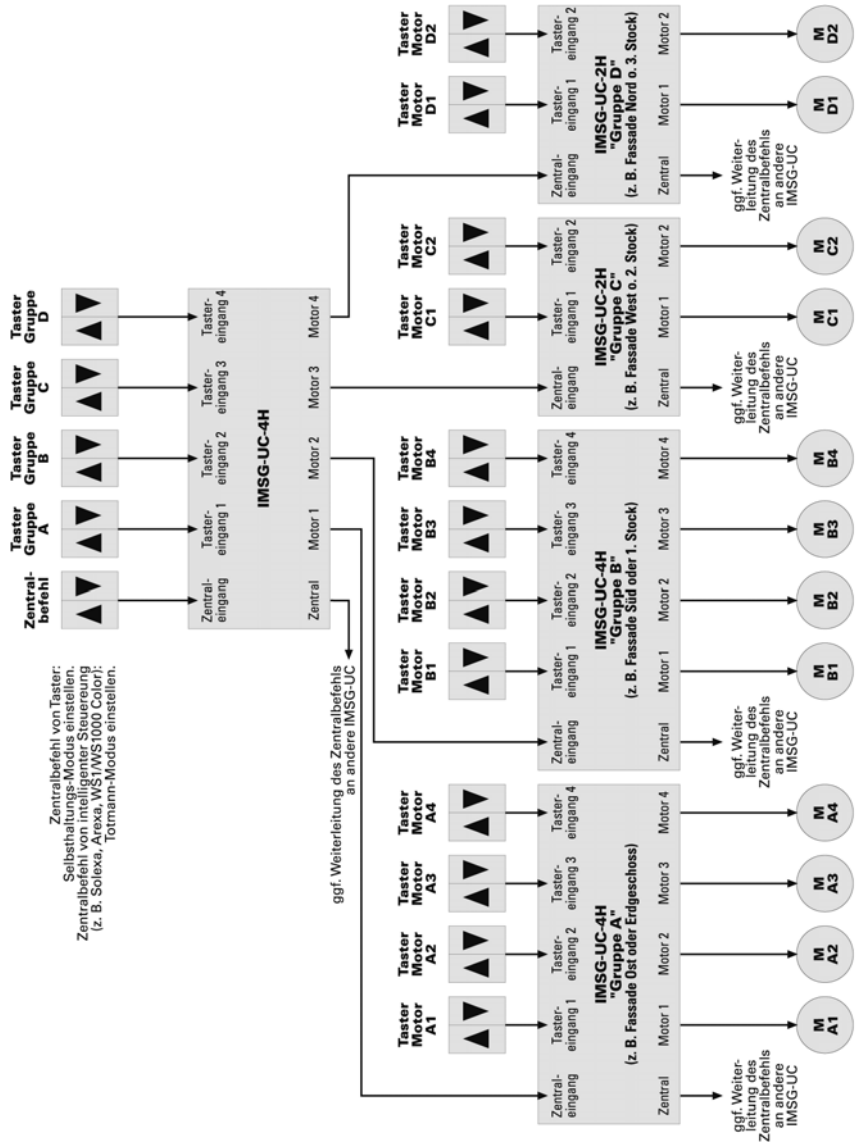 Zentralbefehl von Taster:
Selbsthaltungs-Modus einstellen.
Zentralbefehl von intelligenter Steuereung
(z. B. Solexa, Arexa, WS1/WS1000 Color):
Totmann-Modus einstellen.
Zentral-
befehl
Taster
Gruppe
A
Taster
Gruppe
B
Taster
Gruppe
C
Taster
Gruppe
D
Zentral-
eingang
Taster-
eingang 1
Taster-
eingang 2
Taster-
eingang 3
Taster-
eingang 4
IMSG-UC-4H
Zentral
Motor 1
Motor 2
Motor 3
Motor 4
ggf. Weiterleitung des Zentralbefehls
an andere IMSG-UC
Taster
Motor
A1
Taster
Motor
A2
Taster
Motor
A3
Taster
Motor
A4
Zentral-
eingang
Taster-
eingang 1
Taster-
eingang 2
Taster-
eingang 3
Taster-
eingang 4
IMSG-UC-4H
"Gruppe A"
(z. B. Fassade Ost oder Erdgeschoss)
Zentral
Motor 1
Motor 2
Motor 3
Motor 4
ggf. Weiter-
leitung des
Zentralbefehls
an andere
IMSG-UC
M
A1
M
A2
M
A3
M
A4
Taster
Motor
B1
Taster
Motor
B2
Taster
Motor
B3
Taster
Motor
B4
Zentral-
eingang
Taster-
eingang 1
Taster-
eingang 2
Taster-
eingang 3
Taster-
eingang 4
IMSG-UC-4H
"Gruppe B"
(z. B. Fassade Süd oder 1. Stock)
Zentral
Motor 1
Motor 2
Motor 3
Motor 4
ggf. Weiter-
leitung des
Zentralbefehls
an andere
IMSG-UC
M
B1
M
B2
M
B3
M
B4
Taster
Motor
C1
Taster
Motor
C2
Zentral-
eingang
Taster-
eingang 1
Taster-
eingang 2
IMSG-UC-2H
"Gruppe C"
(z. B. Fassade West o. 2. Stock)
Zentral
Motor 1
Motor 2
ggf. Weiter-
leitung des
Zentralbefehls
an andere
IMSG-UC
M
C1
M
C2
Taster
Motor
D1
Taster
Motor
D2
Zentral-
eingang
Taster-
eingang 1
Taster-
eingang 2
IMSG-UC-2H
"Gruppe D"
(z. B. Fassade Nord o. 3. Stock)
Zentral
Motor 1
Motor 2
ggf. Weiter-
leitung des
Zentralbefehls
an andere
IMSG-UC
M
D1
M
D2